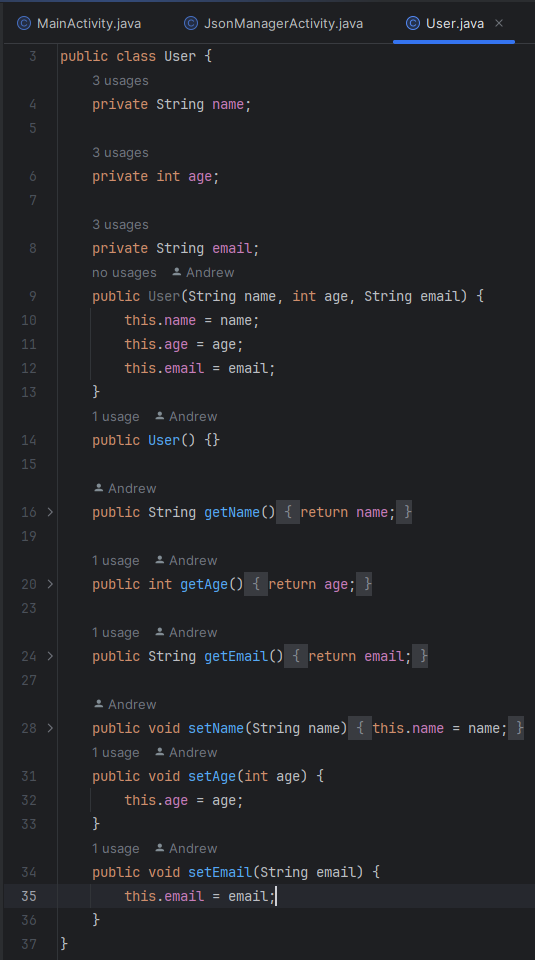 MainActivity.java JsonManagerActivity.java User.java
3 public class User {
3 usages
4 private String name;
5
3 usages
6 private int age;
7
3 usages
8 private String email;
no usages Andrew
9 public User(String name, int age, String email) {
10 this.name = name;
11 this.age = age;
12 this.email = email;
13 }
1 usage Andrew
14 public User() {}
15
Andrew
16 public String getName() { return name; }
19
1 usage Andrew
20 public int getAge() { return age; }
23
1 usage Andrew
24 public String getEmail() { return email; }
27
Andrew
28 public void setName(String name) { this.name = name; }
1 usage Andrew
31 public void setAge(int age) {
32 this.age = age;
33 }
1 usage Andrew
34 public void setEmail(String email) {
35 this.email = email;
36 }
37 }